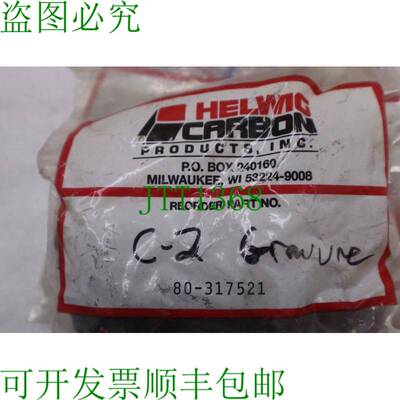 盗图必究
HELWIG
CARBON
PRODUCTS, INC.
P.O. BOX 240160
MILWAUKEE, WI 53224-9008
JTT1368
REORDER PART NO.
C-2 Gravure
80-317521
可开发票顺丰包邮